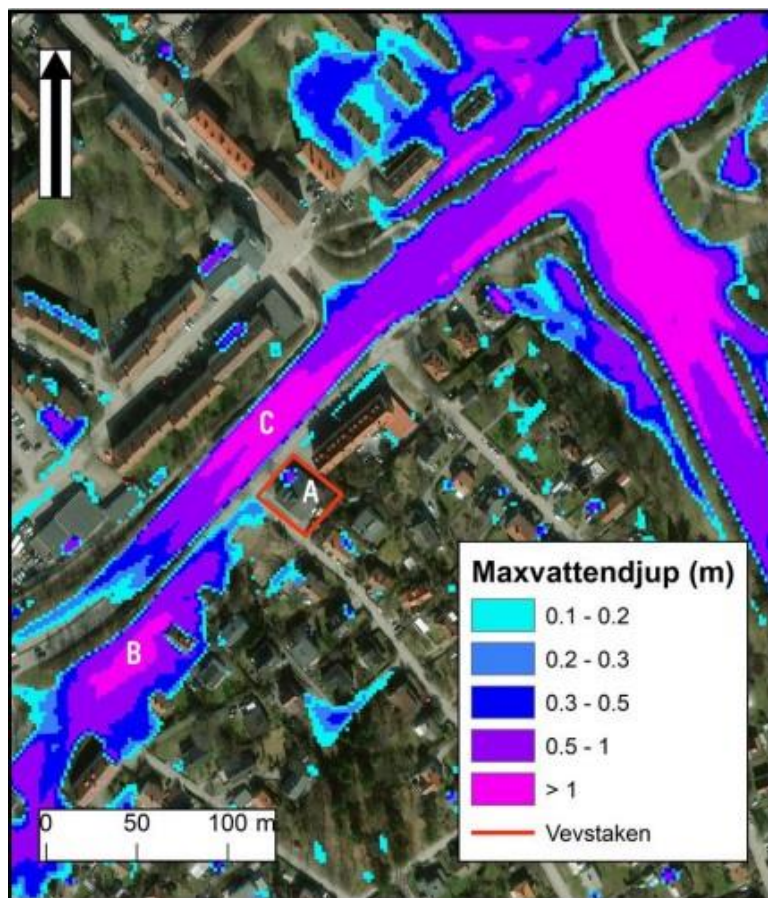 C
A
B
Maxvattendjup (m)
0.1 - 0.2
0.2 - 0.3
0.3 - 0.5
0.5 - 1
> 1
Vevstaken
0 50 100 m